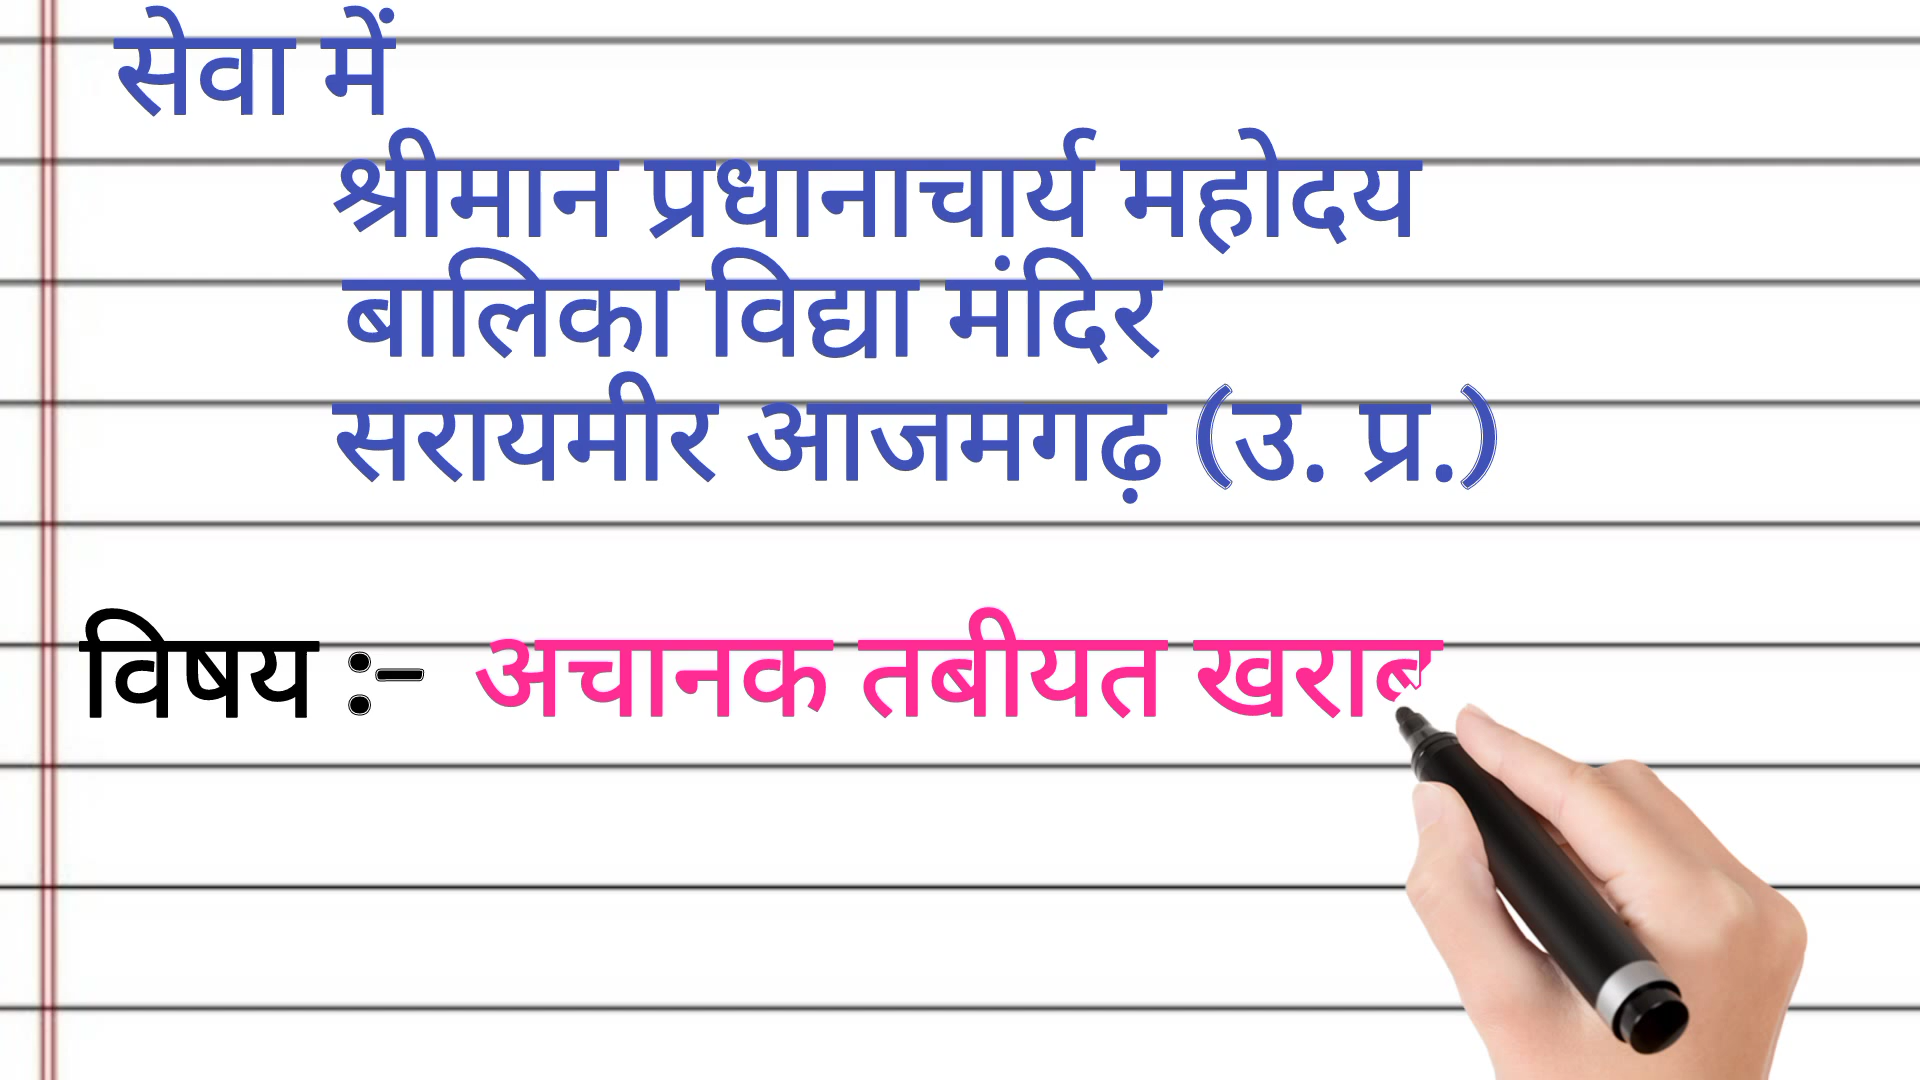 सेवा में
श्रीमान प्रधानाचार्य महोदय
बालिका विद्या मंदिर
सरायमीर आजमगढ़ (उ. प्र.)
विषय :- अचानक तबीयत खराब